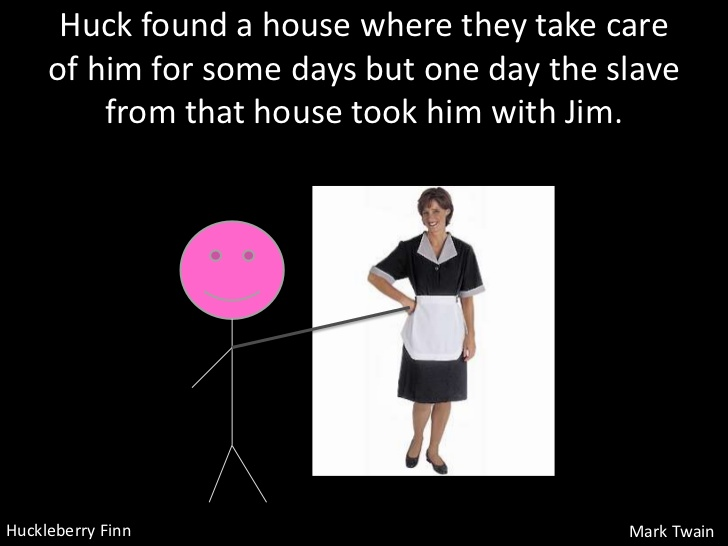 Huck found a house where they take care
of him for some days but one day the slave
from that house took him with Jim.
Huckleberry Finn
Mark Twain